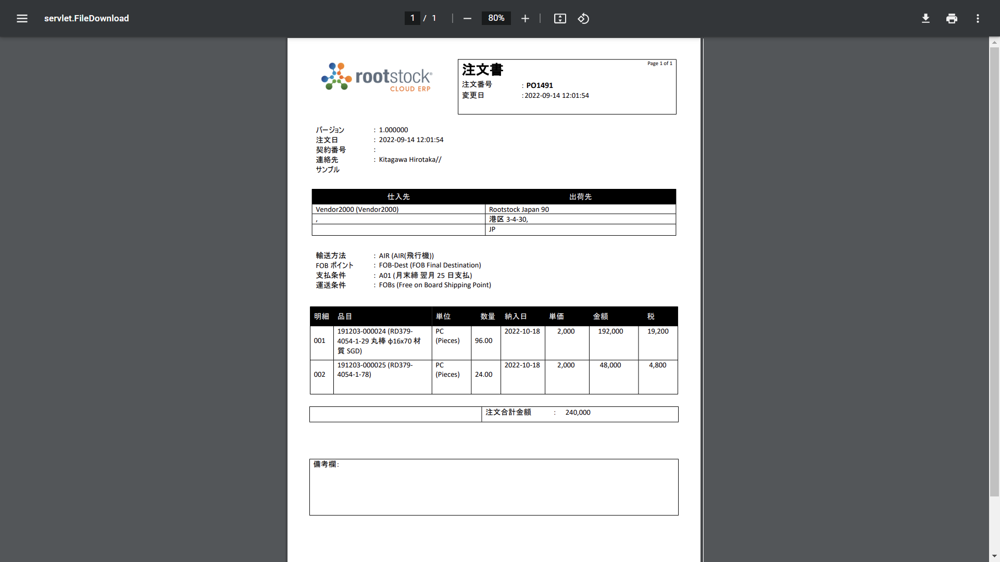 servlet.FileDownload
1 / 1
80%
rootstock®
CLOUD ERP
Page 1 of 1
注文書
注文番号 : PO1491
変更日 : 2022-09-14 12:01:54
バージョン : 1.000000
注文日 : 2022-09-14 12:01:54
契約番号 :
連絡先 : Kitagawa Hirotaka//
サンプル
仕入先 出荷先
Vendor2000 (Vendor2000) Rootstock Japan 90
, 港区 3-4-30,
JP
輸送方法 : AIR (AIR(飛行機))
FOB ポイント : FOB-Dest (FOB Final Destination)
支払条件 : A01 (月末締 翌月 25 日支払)
運送条件 : FOBs (Free on Board Shipping Point)
明細 品目 単位 数量 納入日 単価 金額 税
191203-000024 (RD379- PC 2022-10-18 2,000 192,000 19,200
001 4054-1-29 丸棒 φ16x70 材 (Pieces) 96.00
質 SGD)
191203-000025 (RD379- PC 2022-10-18 2,000 48,000 4,800
002 4054-1-78) (Pieces) 24.00
注文合計金額 : 240,000
備考欄: